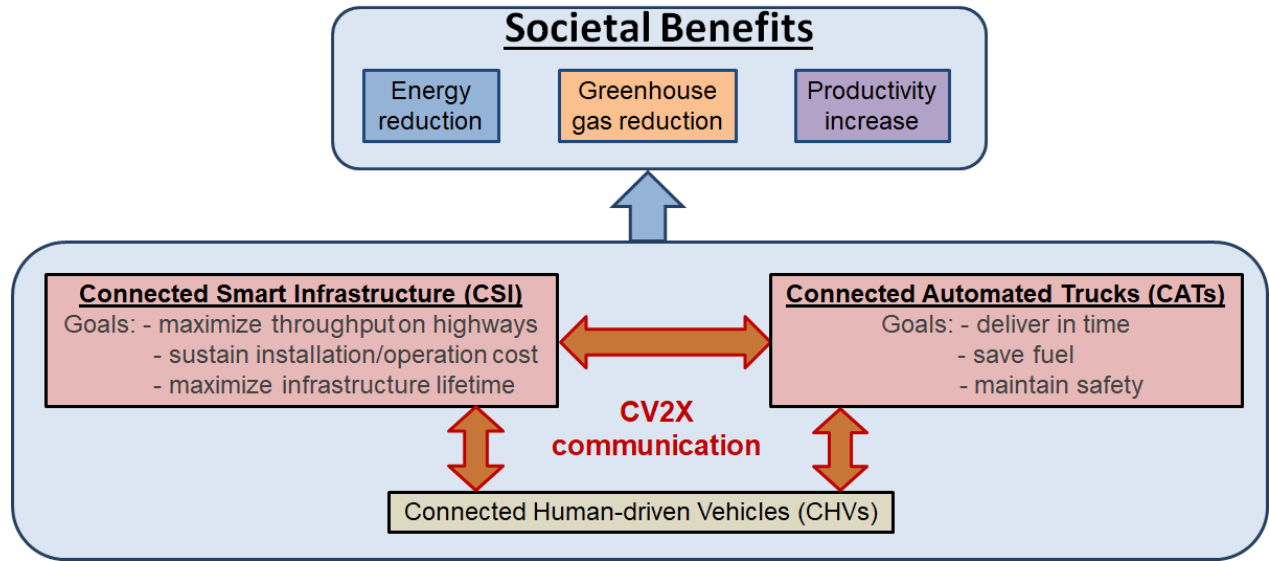 Societal Benefits
Energy
reduction
Greenhouse
gas reduction
Productivity
increase
Connected Smart Infrastructure (CSI)
Goals: - maximize throughput on highways
- sustain installation/operation cost
- maximize infrastructure lifetime
Connected Automated Trucks (CATs)
Goals: - deliver in time
- save fuel
- maintain safety
CV2X
communication
Connected Human-driven Vehicles (CHVs)